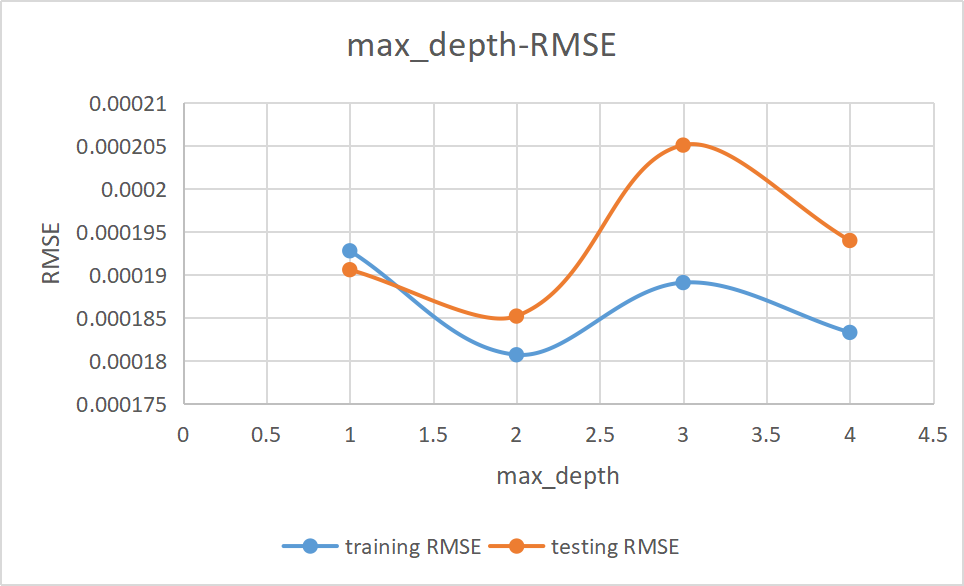 max_depth-RMSE
0.00021
0.000205
0.0002
0.000195
0.00019
0.000185
0.00018
0.000175
RMSE
0 0.5 1 1.5 2 2.5 3 3.5 4 4.5
max_depth
training RMSE testing RMSE